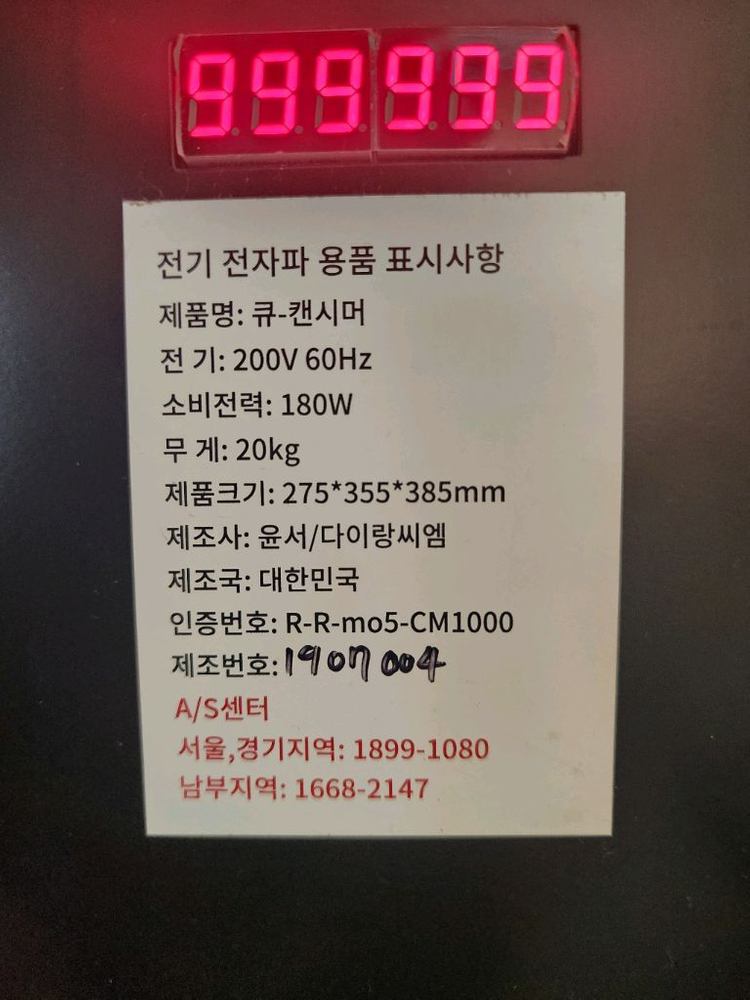 999999
전기 전자파 용품 표시사항
제품명: 큐-캔시머
전 기: 200V 60Hz
소비전력: 180W
무 게: 20kg
제품크기: 275*355*385mm
제조사: 윤서/다이랑씨엠
제조국: 대한민국
인증번호: R-R-mo5-CM1000
제조번호: 1907004
A/S센터
서울,경기지역: 1899-1080
남부지역: 1668-2147